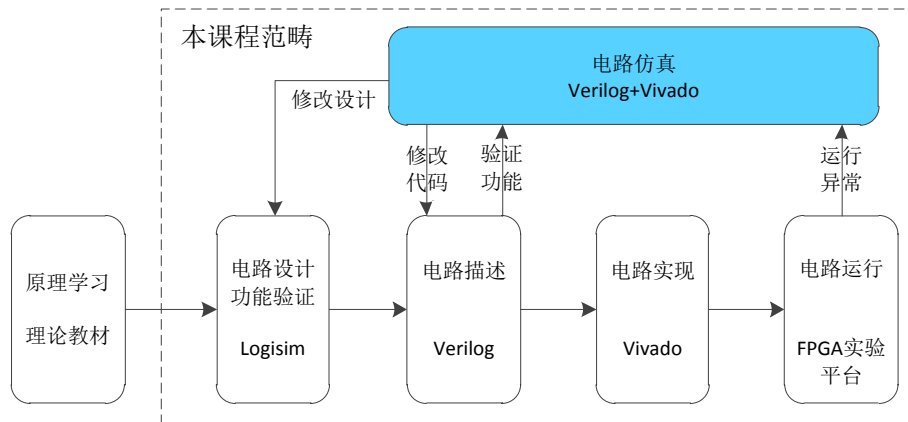 本课程范畴
电路仿真
Verilog+Vivado
修改设计
修改
代码
验证
功能
运行
异常
原理学习
理论教材
电路设计
功能验证
Logisim
电路描述
Verilog
电路实现
Vivado
电路运行
FPGA实验
平台